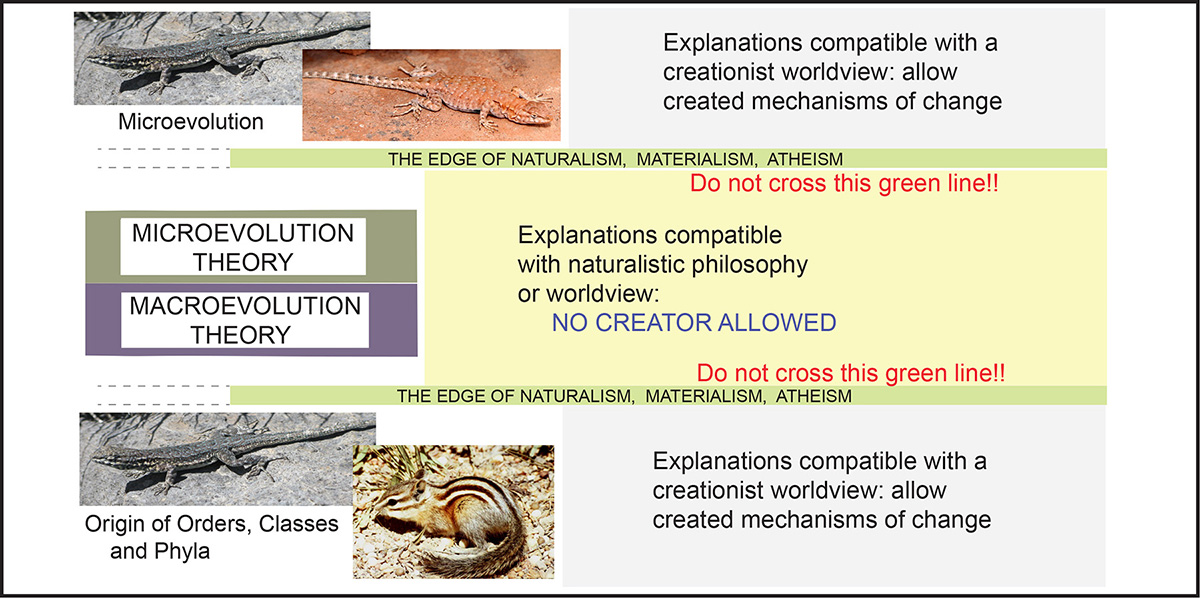 Explanations compatible with a
creationist worldview: allow
created mechanisms of change
Microevolution
THE EDGE OF NATURALISM, MATERIALISM, ATHEISM
Do not cross this green line!!
MICROEVOLUTION
THEORY
MACROEVOLUTION
THEORY
Explanations compatible
with naturalistic philosophy
or worldview:
NO CREATOR ALLOWED
Do not cross this green line!!
THE EDGE OF NATURALISM, MATERIALISM, ATHEISM
Origin of Orders, Classes
and Phyla
Explanations compatible with a
creationist worldview: allow
created mechanisms of change